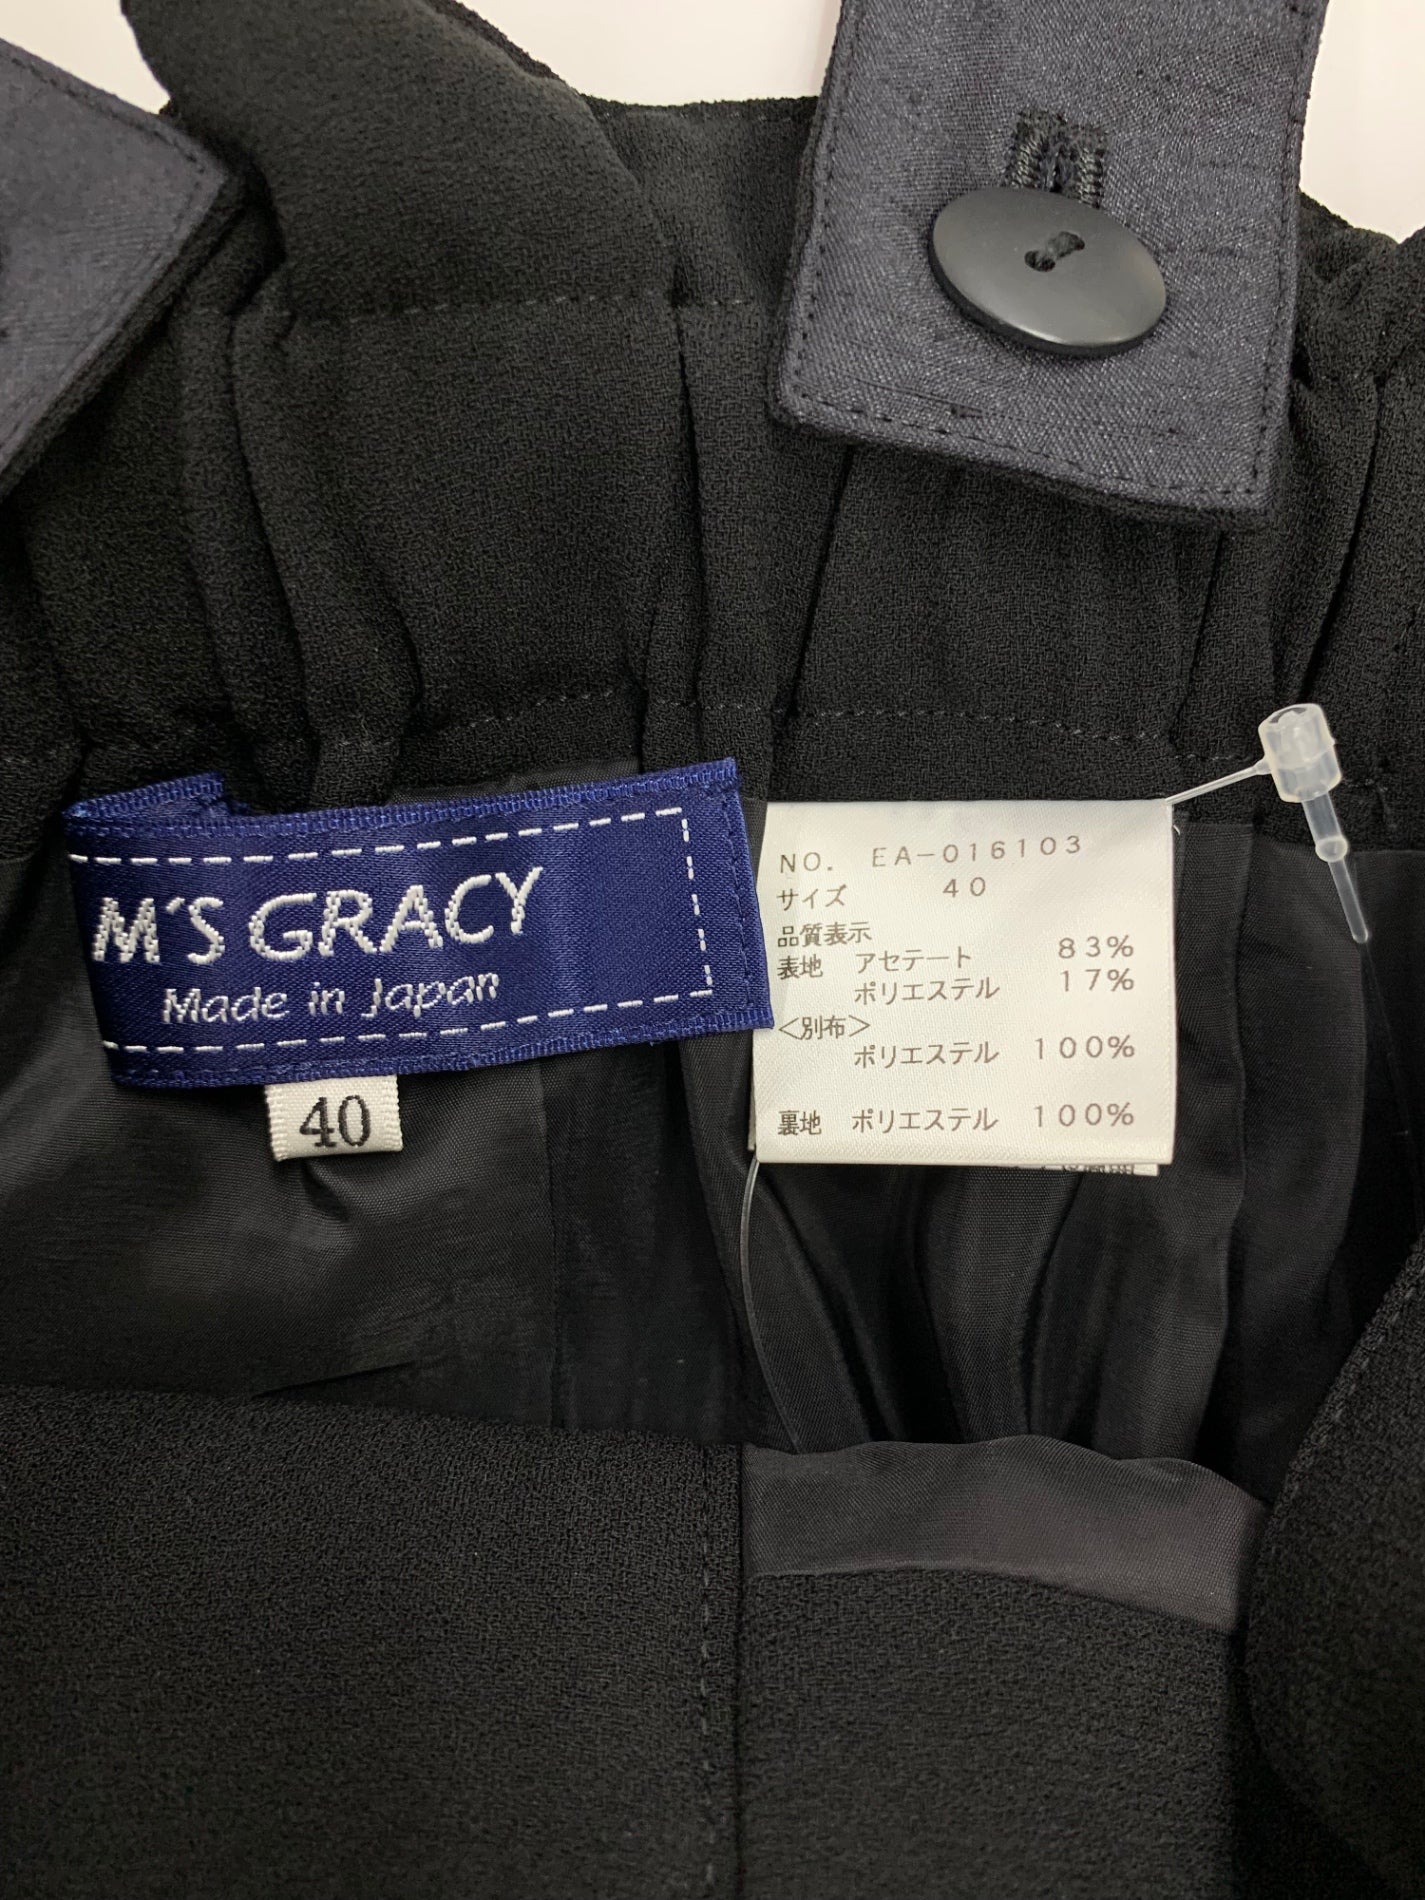 M'S GRACY
Made in Japan
40
NO. EA-016103
サイズ 40
品質表示
表地 アセテート 83%
ポリエステル 17%
<別布>
ポリエステル 100%
裏地 ポリエステル 100%